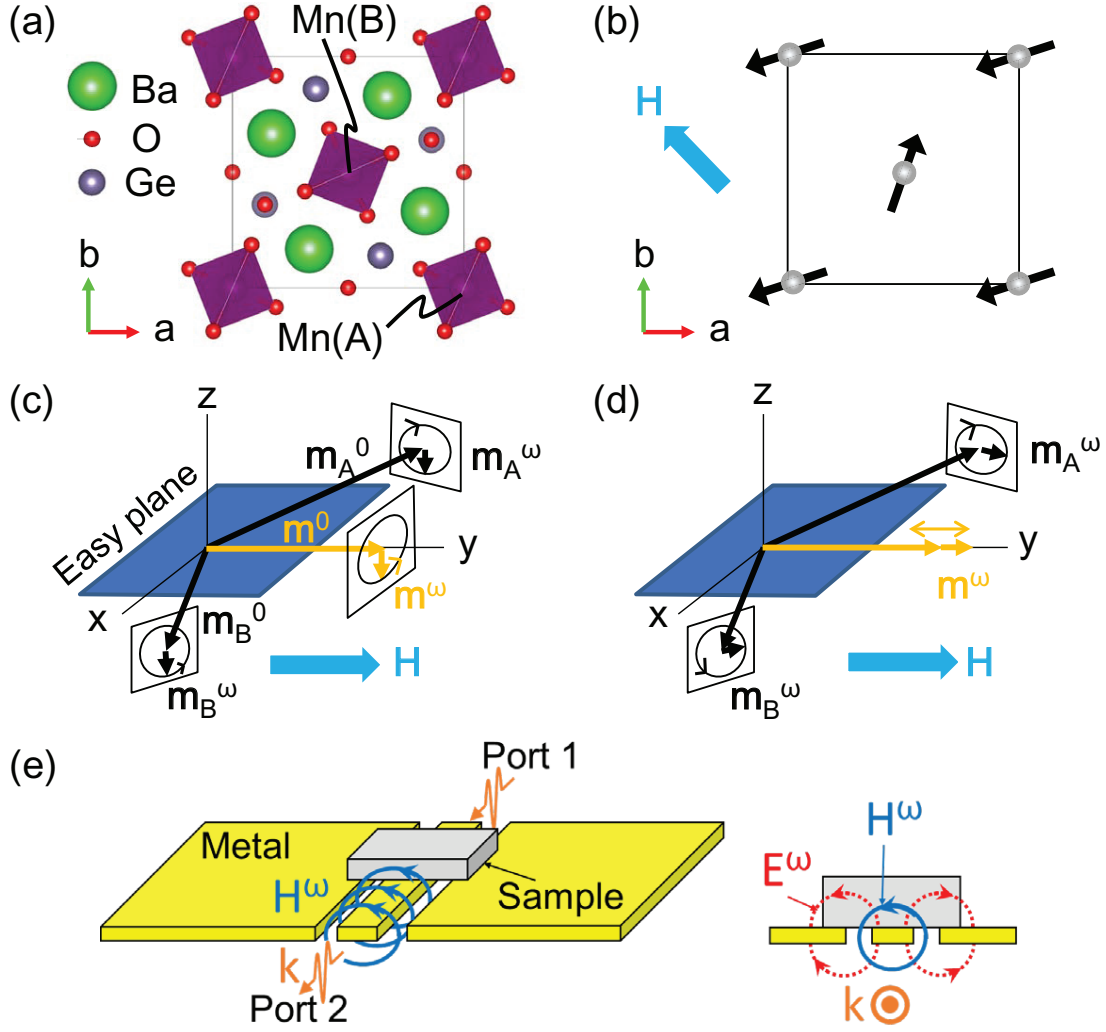 (a)
Mn(B)
Ba
O
Ge
b
a
Mn(A)
(b)
H
b
a
(c)
z
Easy plane
m_A^0
m_A^ω
m^0
y
m^ω
x
m_B^0
m_B^ω
H
(d)
z
m_A^ω
y
m^ω
x
m_B^ω
H
(e)
Port 1
Metal
H^ω
Sample
k
Port 2
H^ω
E^ω
k